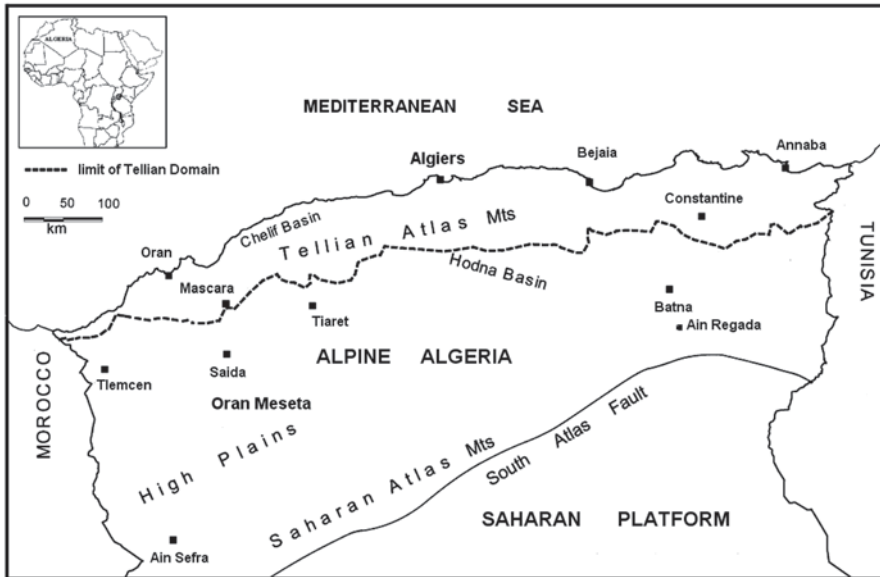 ALGERIA
MEDITERRANEAN SEA
limit of Tellian Domain
0 50 100
km
Algiers
Bejaia
Annaba
Constantine
Chelif Basin
Tellian Atlas Mts
Oran
Hodna Basin
TUNISIA
Mascara
Tiaret
Batna
Ain Regada
MOROCCO
Tlemcen
Saida
ALPINE ALGERIA
Oran Meseta
High Plains
Saharan Atlas Mts
South Atlas Fault
SAHARAN PLATFORM
Ain Sefra